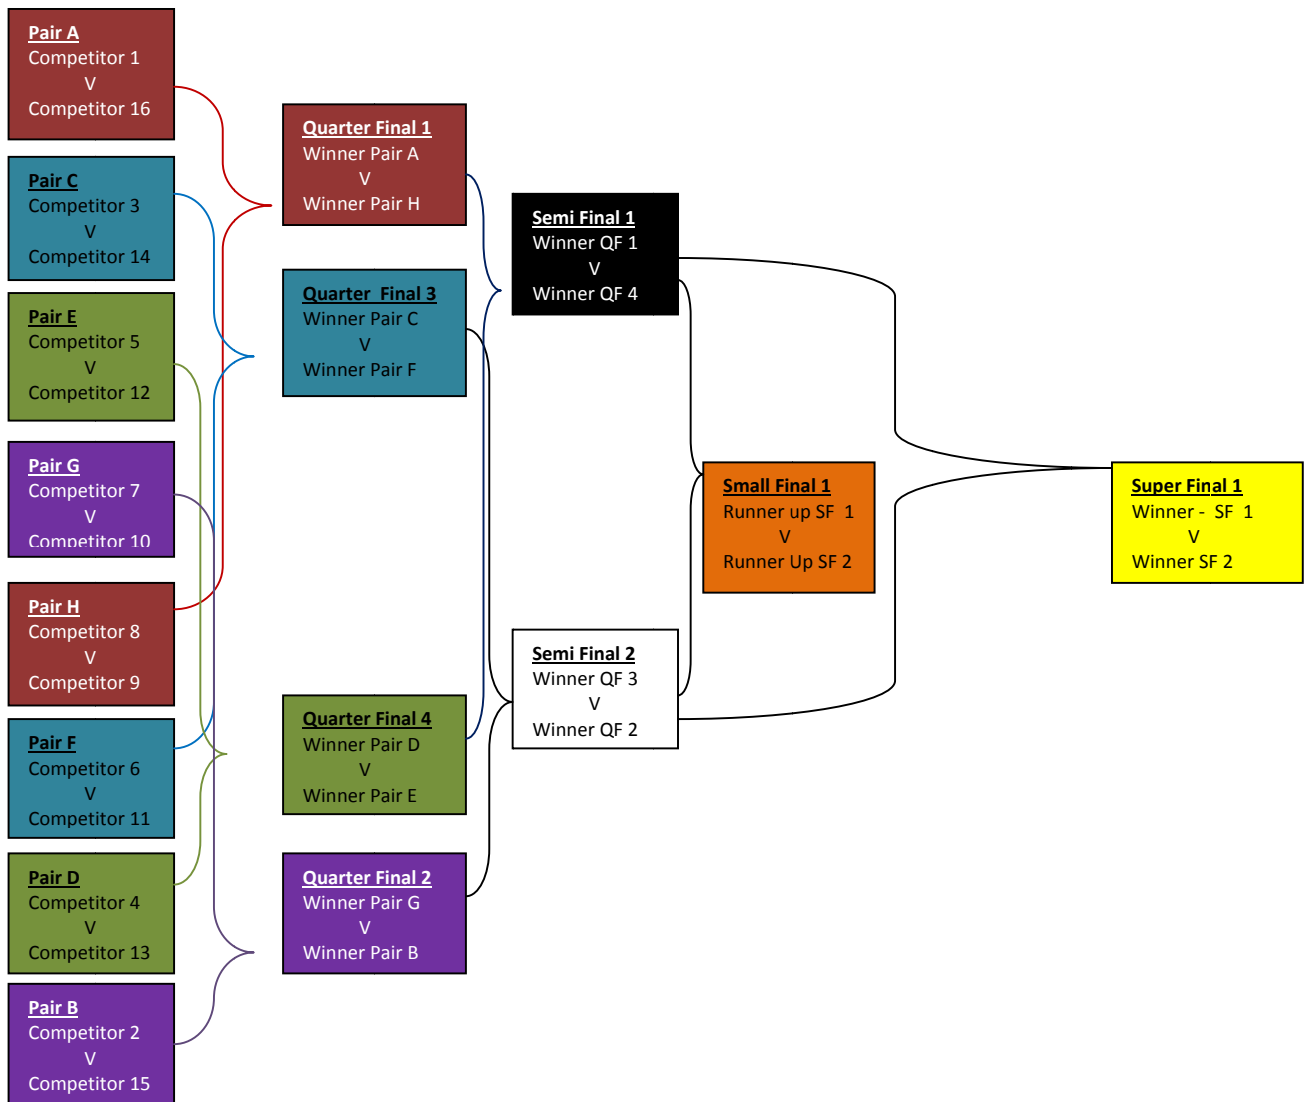 Pair A
Competitor 1
V
Competitor 16
Pair C
Competitor 3
V
Competitor 14
Pair E
Competitor 5
V
Competitor 12
Pair G
Competitor 7
V
Competitor 10
Pair H
Competitor 8
V
Competitor 9
Pair F
Competitor 6
V
Competitor 11
Pair D
Competitor 4
V
Competitor 13
Pair B
Competitor 2
V
Competitor 15
Quarter Final 1
Winner Pair A
V
Winner Pair H
Quarter  Final 3
Winner Pair C
V
Winner Pair F
Quarter Final 4
Winner Pair D
V
Winner Pair E
Quarter Final 2
Winner Pair G
V
Winner Pair B
Semi Final 1
Winner QF 1
V
Winner QF 4
Semi Final 2
Winner QF 3
V
Winner QF 2
Small Final 1
Runner up SF  1
V
Runner Up SF 2
Super Final 1
Winner -  SF  1
V
Winner SF 2